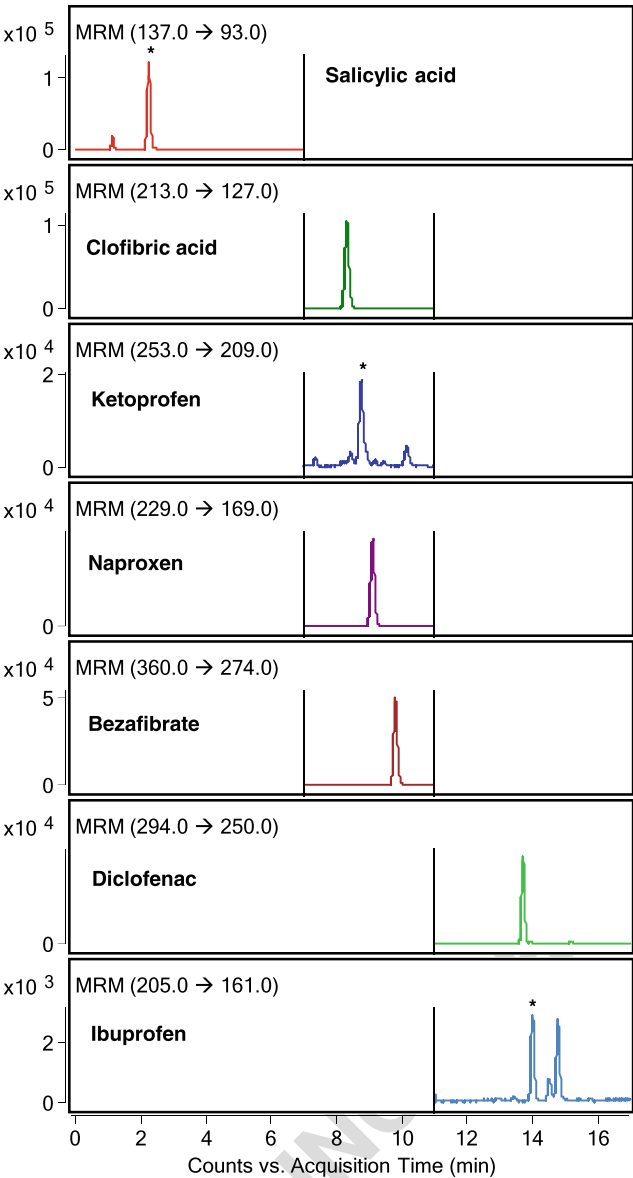 x10 5
MRM (137.0 → 93.0)
*
Salicylic acid
1
0
x10 5
MRM (213.0 → 127.0)
1
Clofibric acid
0
x10 4
MRM (253.0 → 209.0)
*
2
Ketoprofen
0
x10 4
MRM (229.0 → 169.0)
Naproxen
0
x10 4
MRM (360.0 → 274.0)
5
Bezafibrate
0
x10 4
MRM (294.0 → 250.0)
Diclofenac
0
x10 3
MRM (205.0 → 161.0)
*
Ibuprofen
2
0
0 2 4 6 8 10 12 14 16
Counts vs. Acquisition Time (min)